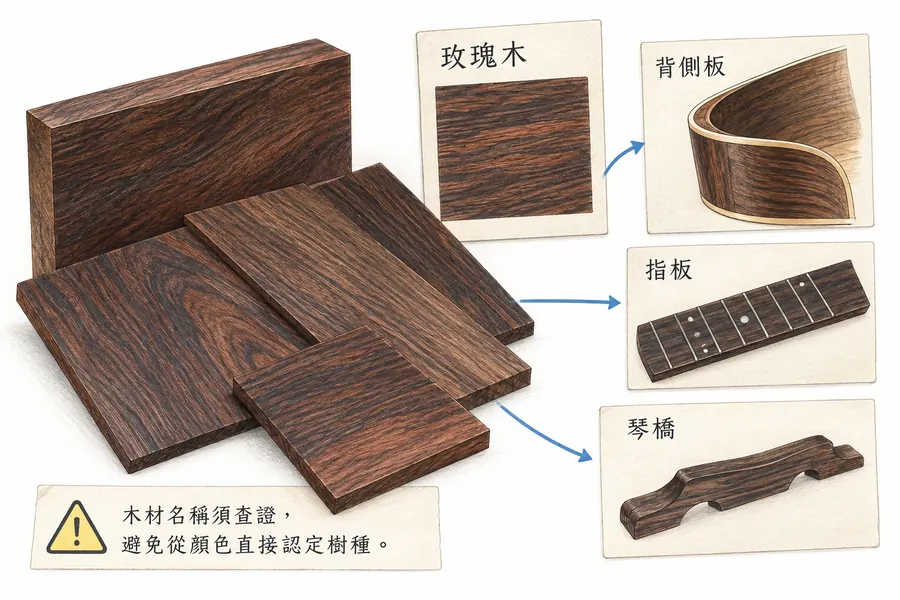 玫瑰木
背側板
指板
琴橋
木材名稱須查證，
避免從顏色直接認定樹種。